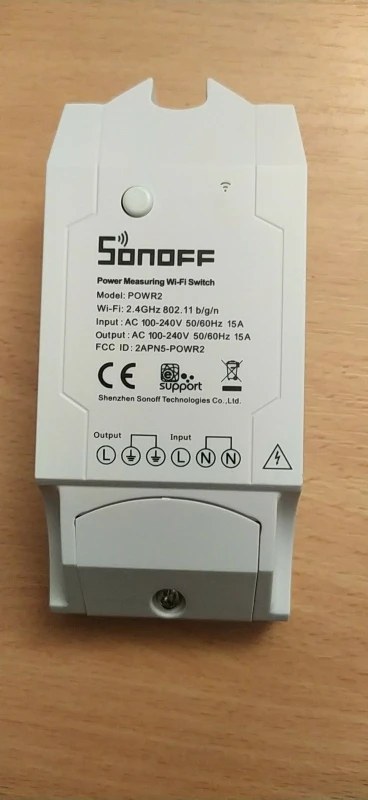 SONOFF
Power Measuring Wi-Fi Switch
Model: POWR2
Wi-Fi: 2.4GHz 802.11 b/g/n
Input : AC 100-240V 50/60Hz 15A
Output : AC 100-240V 50/60Hz 15A
FCC ID: 2APN5-POWR2
CE
e support
Shenzhen Sonoff Technologies Co.,Ltd.
Output Input
L L N N